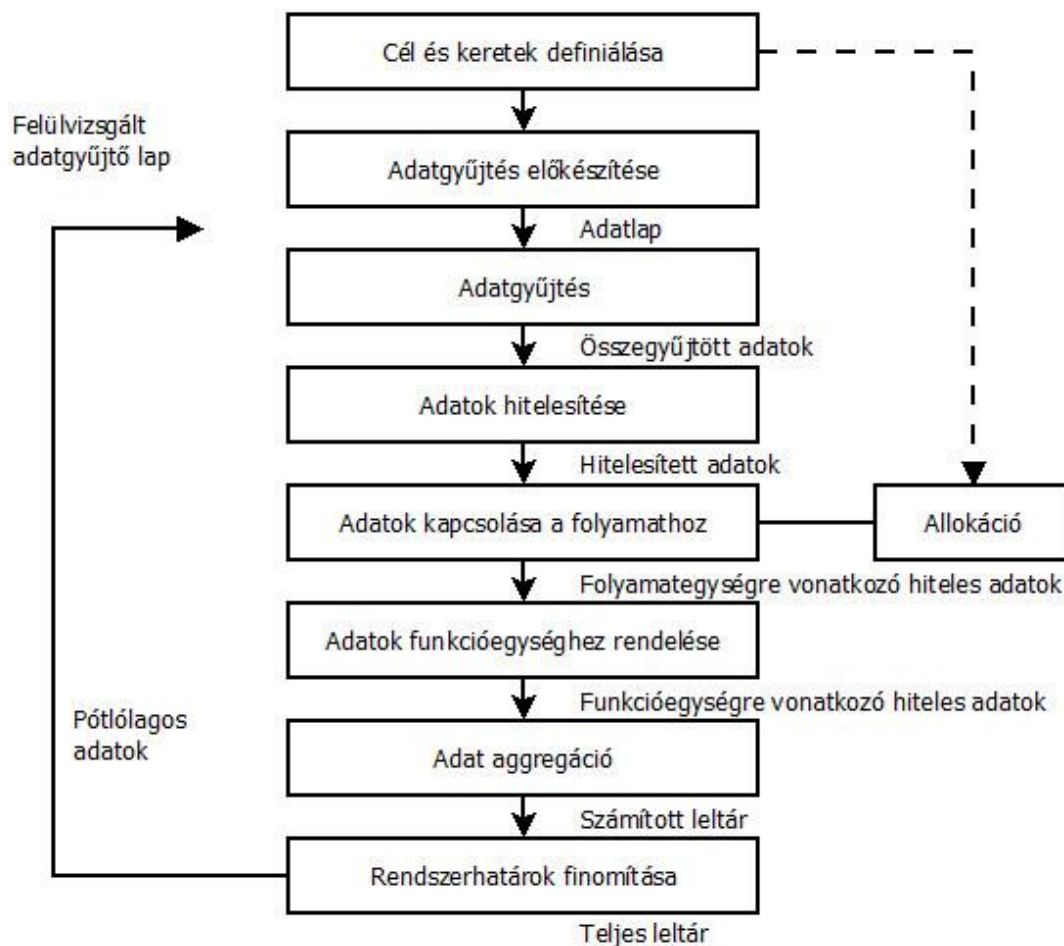 Cél és keretek definiálása
Felülvizsgált
adatgyűjtő lap
Adatgyűjtés előkészítése
Adatlap
Adatgyűjtés
Összegyűjtött adatok
Adatok hitelesítése
Hitelesített adatok
Adatok kapcsolása a folyamathoz
Allokáció
Folyamategységre vonatkozó hiteles adatok
Adatok funkcióegységhez rendelése
Funkcióegységre vonatkozó hiteles adatok
Pótlólagos
adatok
Adat aggregáció
Számított leltár
Rendszerhatárok finomítása
Teljes leltár